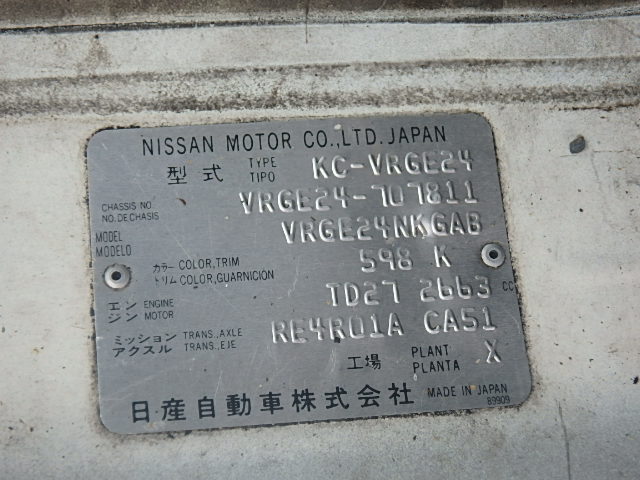 NISSAN MOTOR CO.,LTD. JAPAN
型式 TYPE TIPO KC-VRGE24
CHASSIS NO. NO. DE CHASIS VRGE24-707811
MODEL MODELO VRGE24NKGAB
カラー COLOR,TRIM トリム COLOR,GUARNICION 598 K
エンジン ENGINE MOTOR TD27 2663 CC
ミッション TRANS.,AXLE アクスル TRANS.,EJE RE4R01A CA51
工場 PLANT PLANTA X
日産自動車株式会社 MADE IN JAPAN
89909